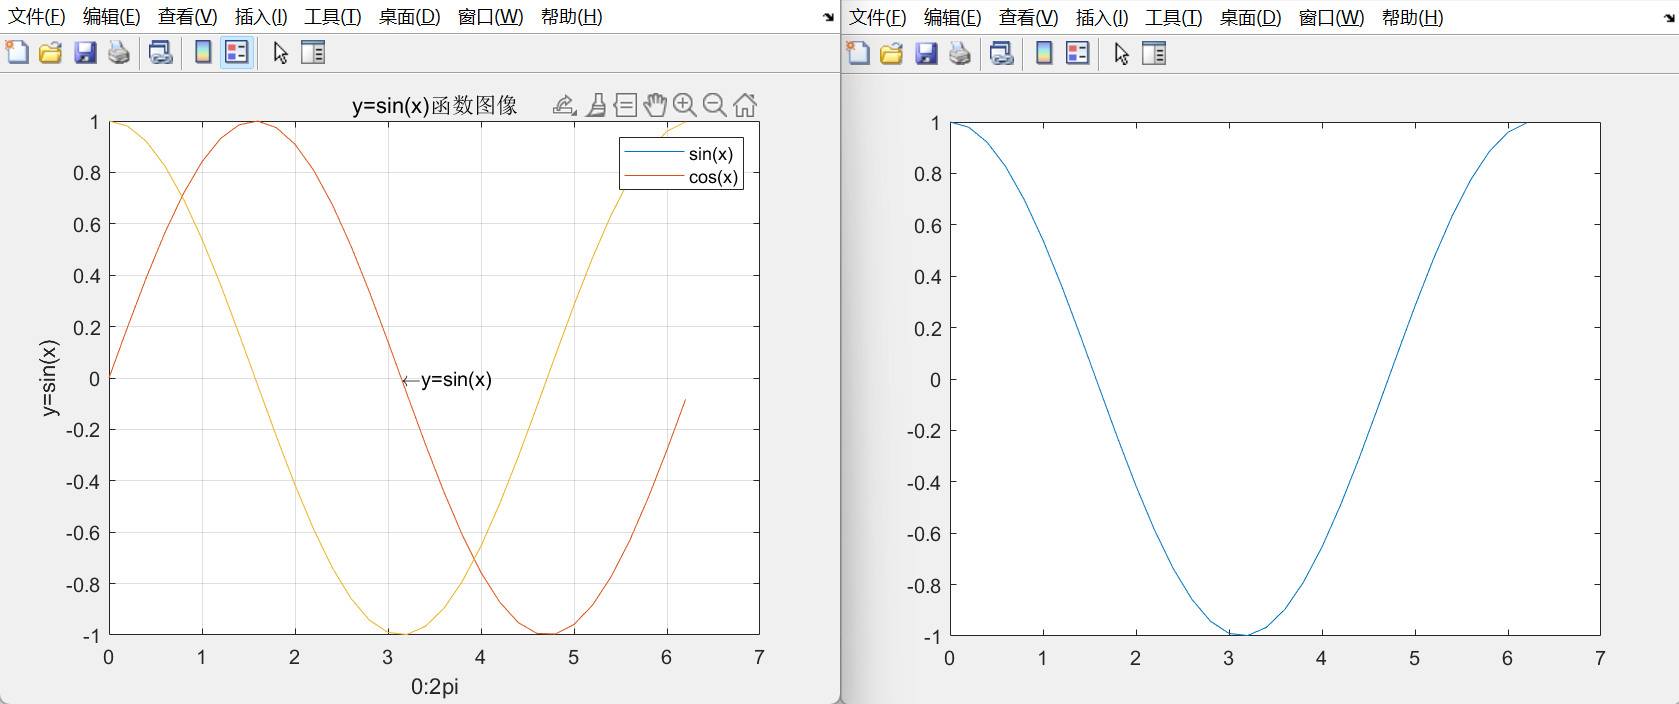 文件(F) 编辑(E) 查看(V) 插入(I) 工具(T) 桌面(D) 窗口(W) 帮助(H)
y=sin(x)函数图像
sin(x)
cos(x)
1
0.8
0.6
0.4
0.2
0
-0.2
-0.4
-0.6
-0.8
-1
y=sin(x)
←y=sin(x)
0 1 2 3 4 5 6 7
0:2pi
文件(F) 编辑(E) 查看(V) 插入(I) 工具(T) 桌面(D) 窗口(W) 帮助(H)
1
0.8
0.6
0.4
0.2
0
-0.2
-0.4
-0.6
-0.8
-1
0 1 2 3 4 5 6 7